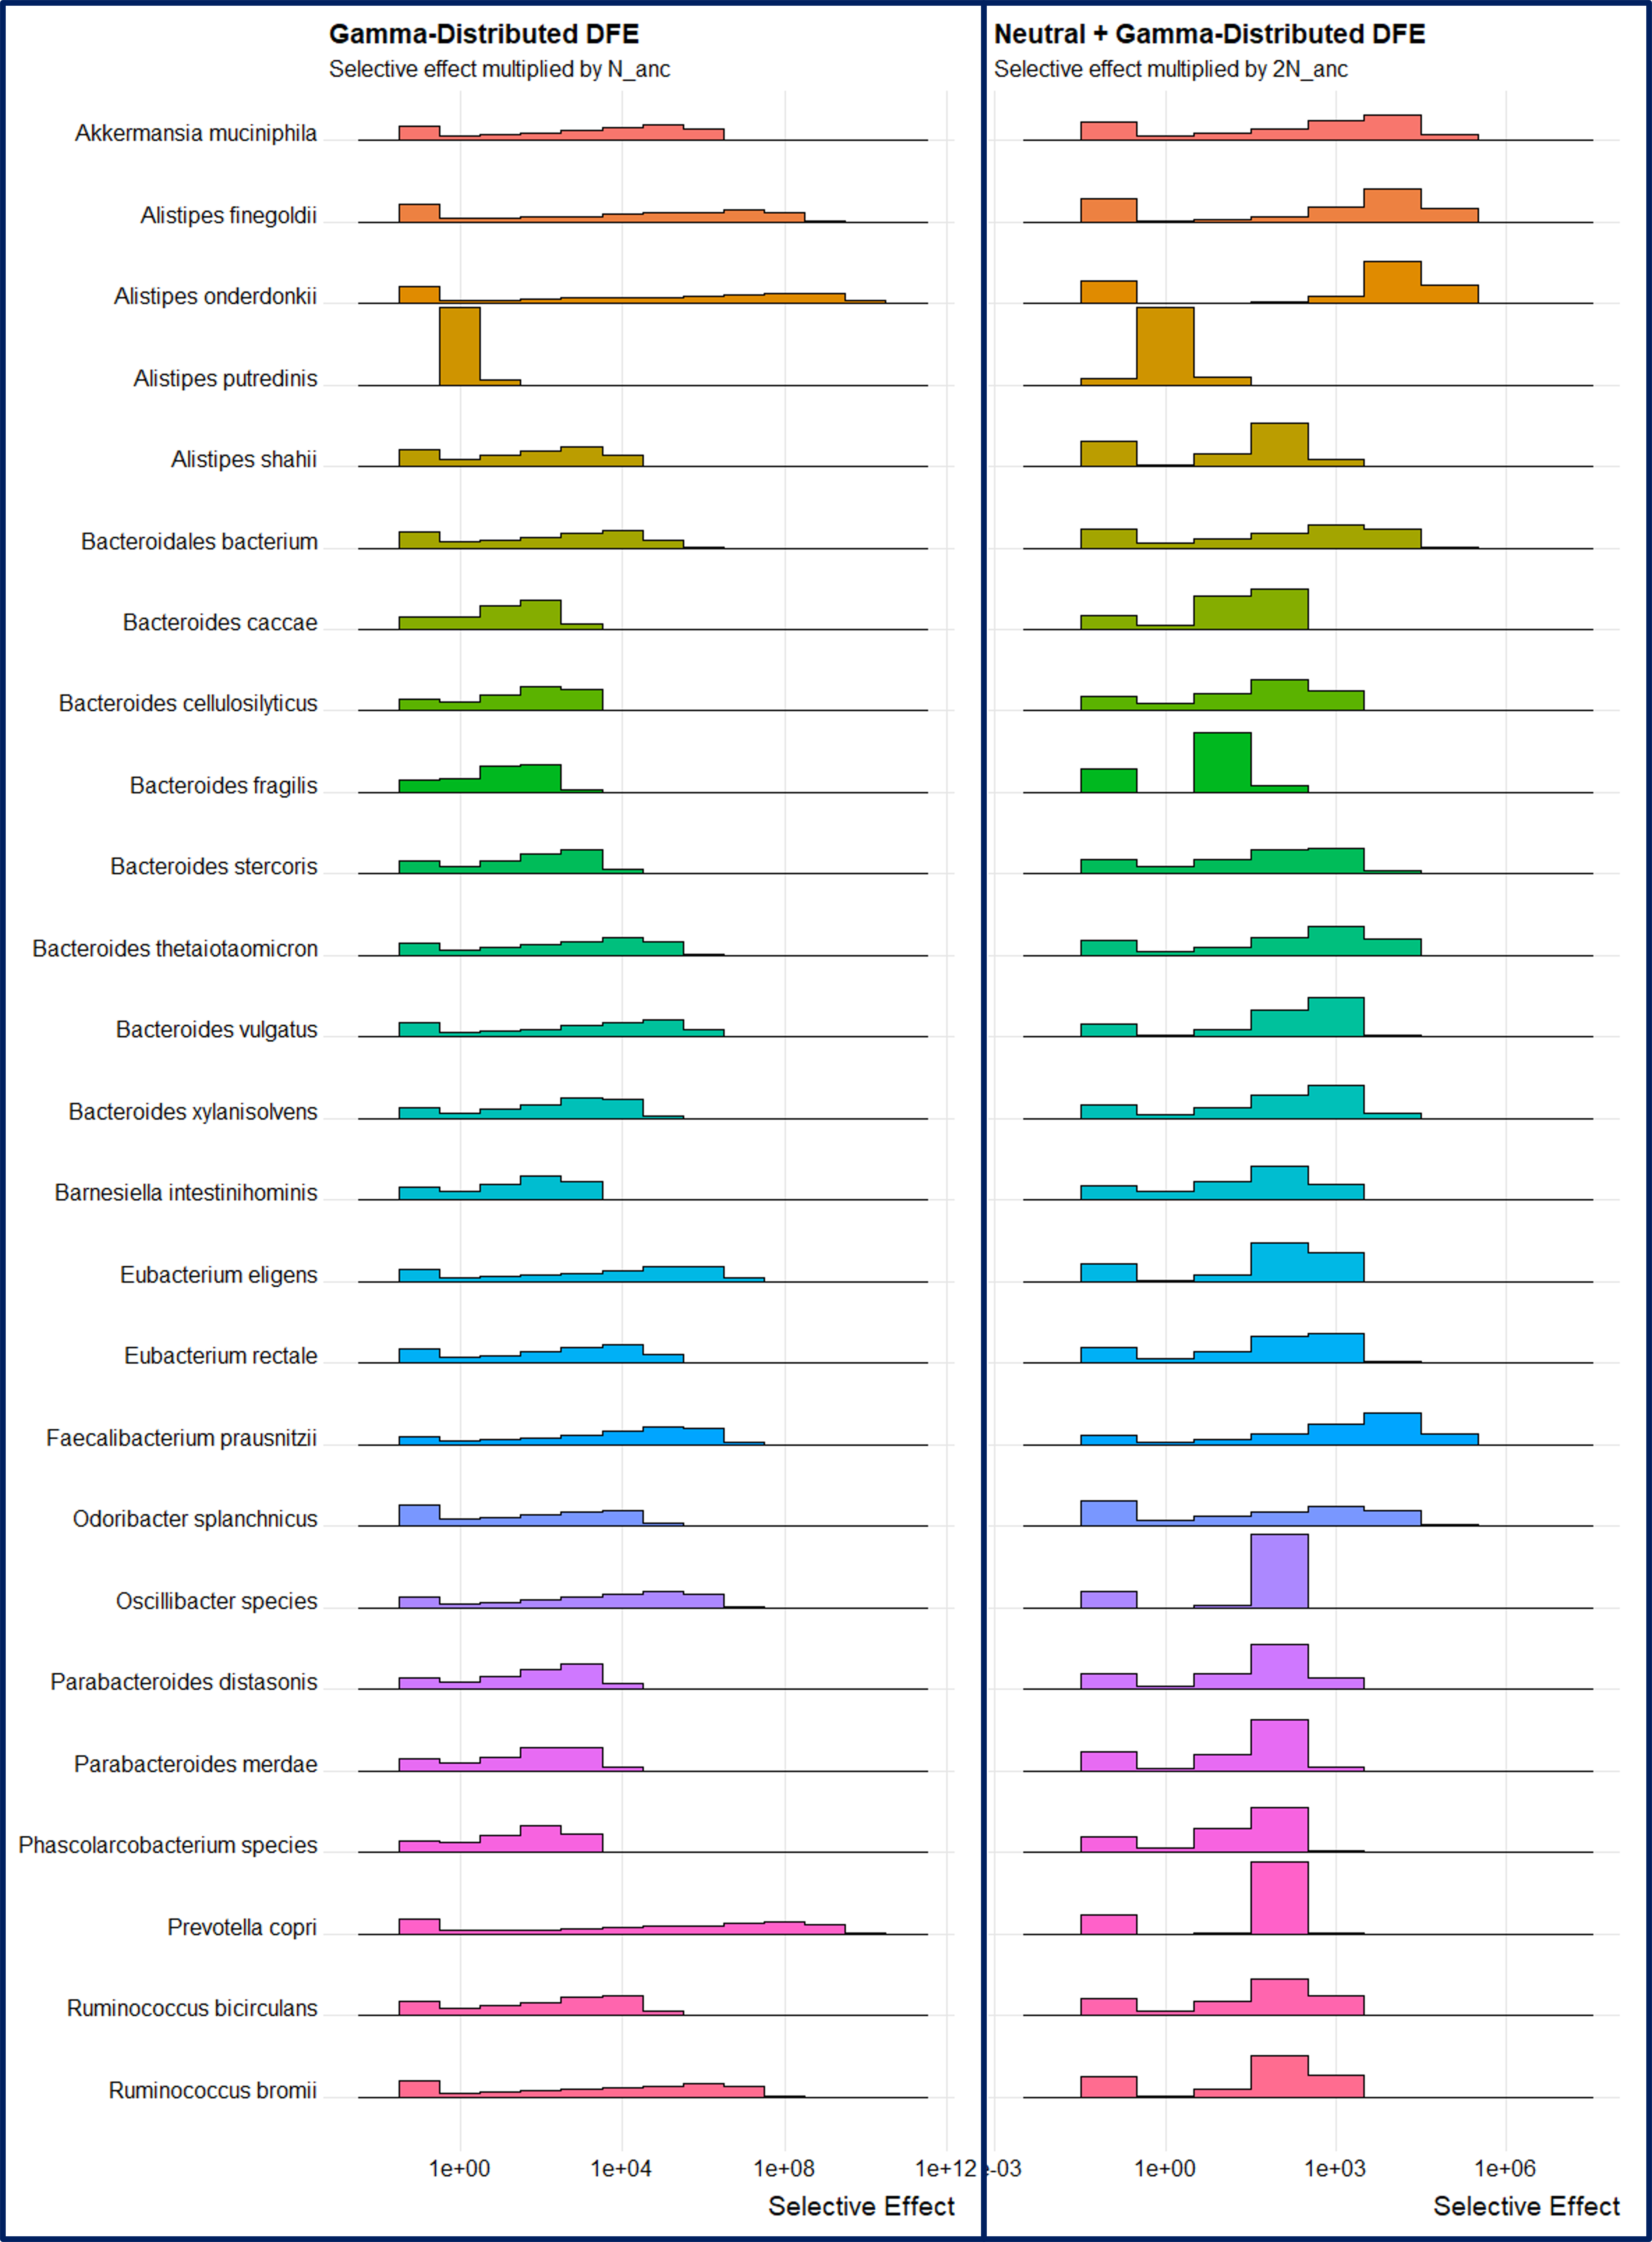 Gamma-Distributed DFE
Selective effect multiplied by N_anc
Akkermansia muciniphila
Alistipes finegoldii
Alistipes onderdonkii
Alistipes putredinis
Alistipes shahii
Bacteroidales bacterium
Bacteroides caccae
Bacteroides cellulosilyticus
Bacteroides fragilis
Bacteroides stercoris
Bacteroides thetaiotaomicron
Bacteroides vulgatus
Bacteroides xylanisolvens
Barnesiella intestinihominis
Eubacterium eligens
Eubacterium rectale
Faecalibacterium prausnitzii
Odoribacter splanchnicus
Oscillibacter species
Parabacteroides distasonis
Parabacteroides merdae
Phascolarcobacterium species
Prevotella copri
Ruminococcus bicirculans
Ruminococcus bromii
1e+00 1e+04 1e+08 1e+12
Selective Effect
Neutral + Gamma-Distributed DFE
Selective effect multiplied by 2N_anc
e-03 1e+00 1e+03 1e+06
Selective Effect